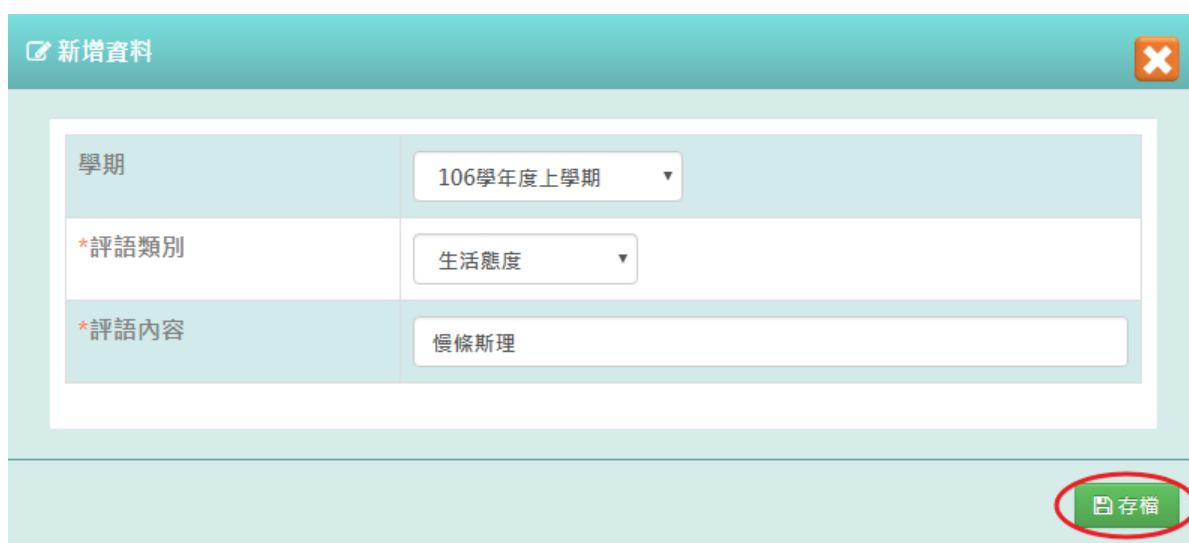 新增資料
學期
106學年度上學期
*評語類別
生活態度
*評語內容
慢條斯理
存檔